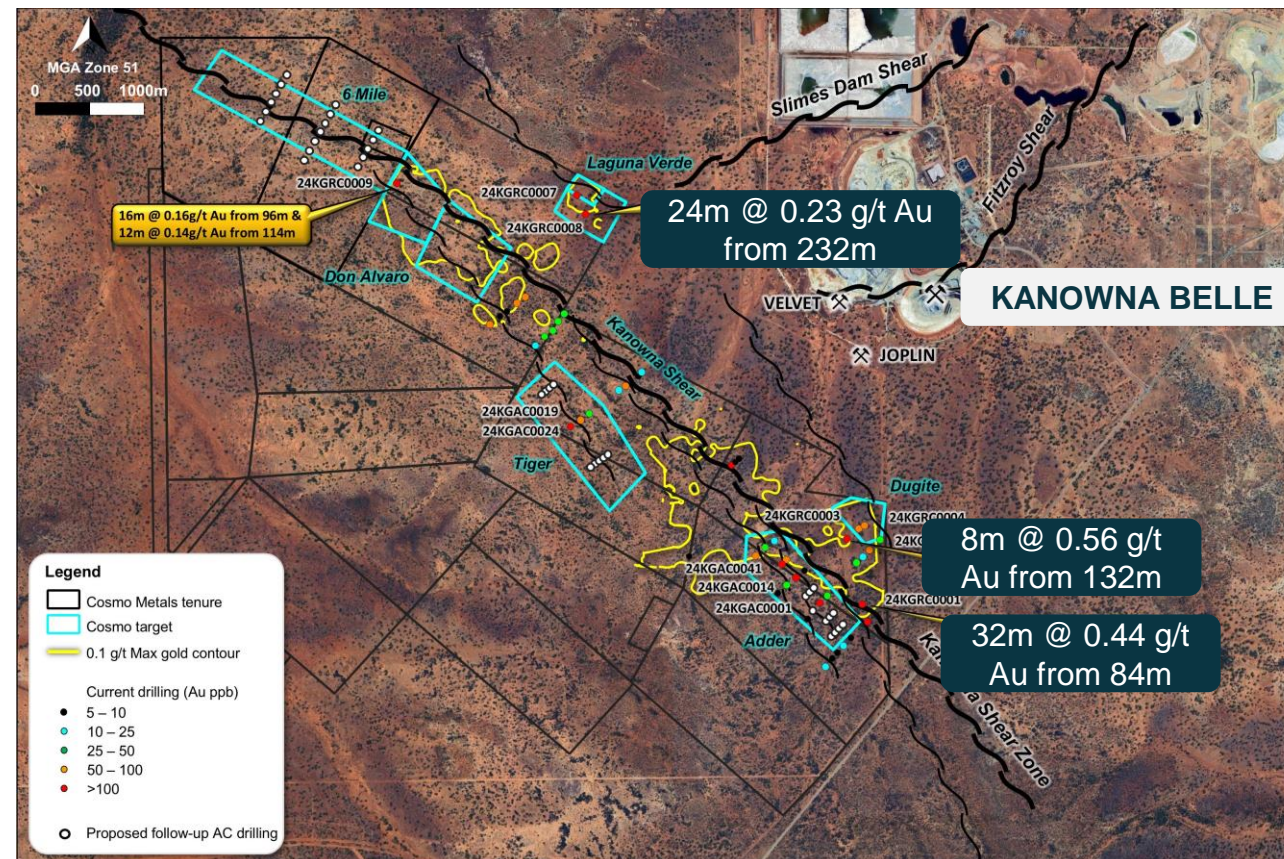 MGA Zone 51
0 500 1000m
6 Mile
Slimes Dam Shear
Fitzroy Shear
Laguna Verde
24KGRC0009
24KGRC0007
24KGRC0008
16m @ 0.16g/t Au from 96m &
12m @ 0.14g/t Au from 114m
24m @ 0.23 g/t Au
from 232m
Don Alvaro
VELVET
KANOWNA BELLE
JOPLIN
Kanowna Shear
24KGAC0019
24KGAC0024
Tiger
Dugite
24KGRC0003
24KGRC0004
8m @ 0.56 g/t
Au from 132m
24KGAC0041
24KGAC0014
24KGAC0001
24KGRC0001
Adder
32m @ 0.44 g/t
Au from 84m
Shear Zone
Legend
Cosmo Metals tenure
Cosmo target
0.1 g/t Max gold contour
Current drilling (Au ppb)
5 – 10
10 – 25
25 – 50
50 – 100
>100
Proposed follow-up AC drilling